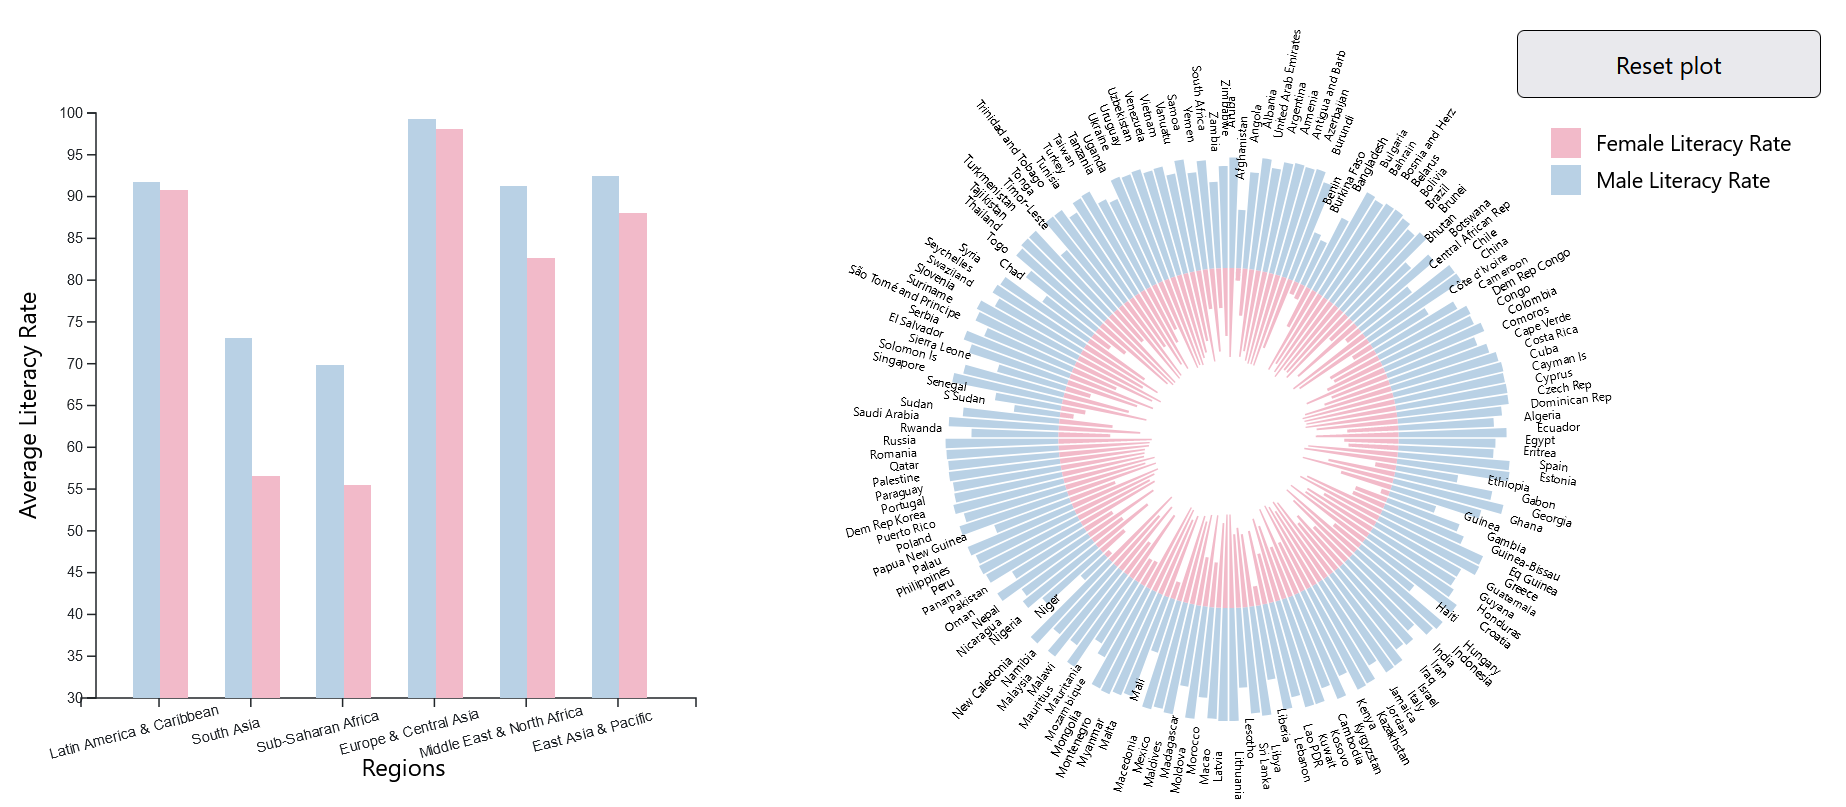 100
95
90
85
80
75
70
65
60
55
50
45
40
35
30
Average Literacy Rate
Latin America & Caribbean
South Asia
Sub-Saharan Africa
Europe & Central Asia
Middle East & North Africa
East Asia & Pacific
Regions
Reset plot
Female Literacy Rate
Male Literacy Rate
Aruba
Afghanistan
Angola
Albania
United Arab Emirates
Argentina
Armenia
Antigua and Barb
Azerbaijan
Burundi
Benin
Burkina Faso
Bangladesh
Bulgaria
Bahrain
Bosnia and Herz
Belarus
Bolivia
Brazil
Brunei
Bhutan
Botswana
Central African Rep
Chile
China
Côte d'Ivoire
Cameroon
Dem Rep Congo
Congo
Colombia
Comoros
Cape Verde
Costa Rica
Cuba
Cayman Is
Cyprus
Czech Rep
Dominican Rep
Algeria
Ecuador
Egypt
Eritrea
Spain
Estonia
Ethiopia
Gabon
Georgia
Ghana
Guinea
Gambia
Guinea-Bissau
Eq Guinea
Greece
Guatemala
Guyana
Honduras
Croatia
Haiti
Hungary
Indonesia
India
Iran
Iraq
Israel
Italy
Jamaica
Jordan
Kazakhstan
Kenya
Kyrgyzstan
Cambodia
Kosovo
Kuwait
Lao PDR
Lebanon
Liberia
Libya
Sri Lanka
Lesotho
Lithuania
Latvia
Macao
Morocco
Moldova
Madagascar
Maldives
Mexico
Macedonia
Mali
Malta
Myanmar
Montenegro
Mongolia
Mozambique
Mauritania
Mauritius
Malawi
Malaysia
Namibia
New Caledonia
Niger
Nigeria
Nicaragua
Nepal
Oman
Pakistan
Panama
Peru
Philippines
Palau
Papua New Guinea
Poland
Puerto Rico
Dem Rep Korea
Portugal
Paraguay
Palestine
Qatar
Romania
Russia
Rwanda
Saudi Arabia
Sudan
S Sudan
Senegal
Singapore
Solomon Is
Sierra Leone
El Salvador
Serbia
São Tomé and Principe
Suriname
Slovenia
Swaziland
Seychelles
Syria
Chad
Togo
Thailand
Tajikistan
Turkmenistan
Timor-Leste
Tonga
Trinidad and Tobago
Tunisia
Turkey
Taiwan
Tanzania
Uganda
Ukraine
Uruguay
Uzbekistan
Venezuela
Vietnam
Vanuatu
Samoa
Yemen
South Africa
Zambia
Zimbabwe